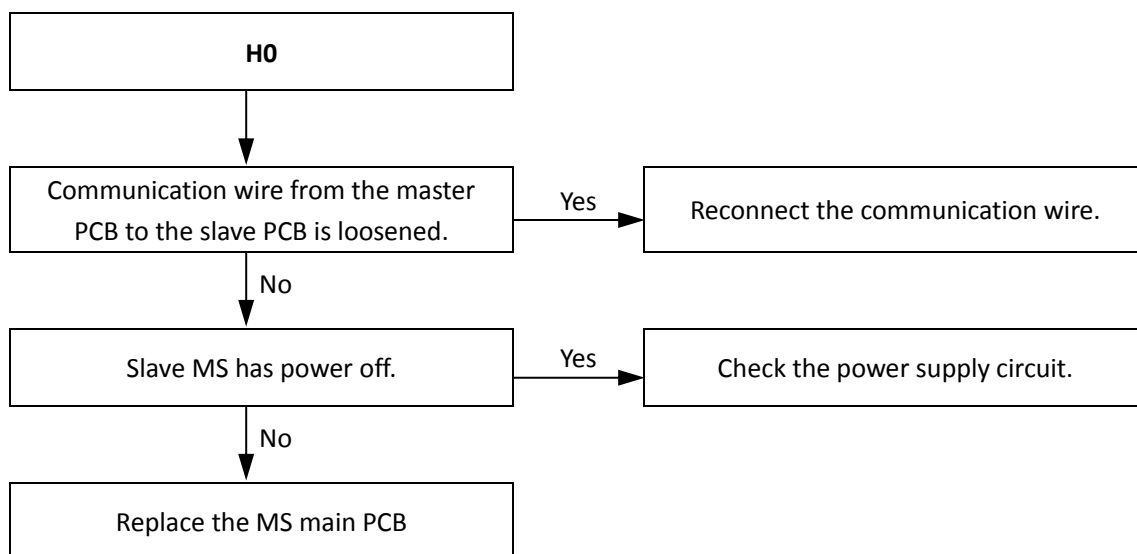 H0
Communication wire from the master
PCB to the slave PCB is loosened.
Yes
Reconnect the communication wire.
No
Slave MS has power off.
Yes
Check the power supply circuit.
No
Replace the MS main PCB